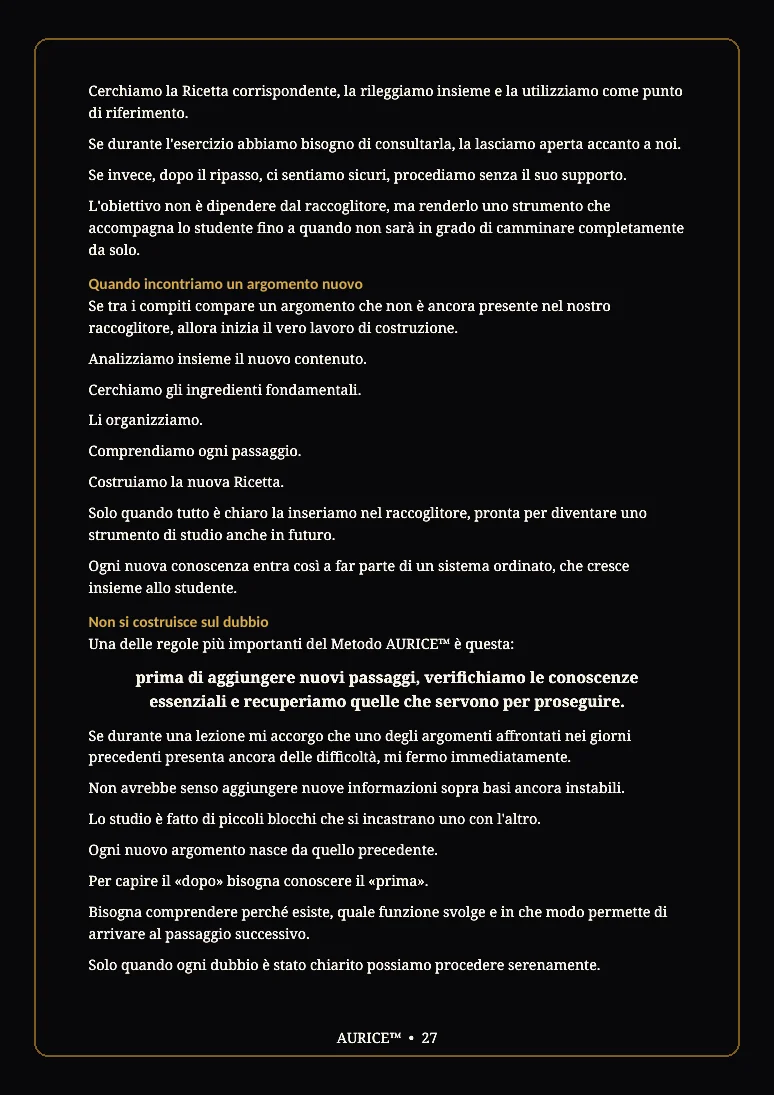 Cerchiamo la Ricetta corrispondente, la rileggiamo insieme e la utilizziamo come punto
di riferimento.
Se durante l'esercizio abbiamo bisogno di consultarla, la lasciamo aperta accanto a noi.
Se invece, dopo il ripasso, ci sentiamo sicuri, procediamo senza il suo supporto.
L'obiettivo non è dipendere dal raccoglitore, ma renderlo uno strumento che
accompagna lo studente fino a quando non sarà in grado di camminare completamente
da solo.
Quando incontriamo un argomento nuovo
Se tra i compiti compare un argomento che non è ancora presente nel nostro
raccoglitore, allora inizia il vero lavoro di costruzione.
Analizziamo insieme il nuovo contenuto.
Cerchiamo gli ingredienti fondamentali.
Li organizziamo.
Comprendiamo ogni passaggio.
Costruiamo la nuova Ricetta.
Solo quando tutto è chiaro la inseriamo nel raccoglitore, pronta per diventare uno
strumento di studio anche in futuro.
Ogni nuova conoscenza entra così a far parte di un sistema ordinato, che cresce
insieme allo studente.
Non si costruisce sul dubbio
Una delle regole più importanti del Metodo AURICE™ è questa:
prima di aggiungere nuovi passaggi, verifichiamo le conoscenze
essenziali e recuperiamo quelle che servono per proseguire.
Se durante una lezione mi accorgo che uno degli argomenti affrontati nei giorni
precedenti presenta ancora delle difficoltà, mi fermo immediatamente.
Non avrebbe senso aggiungere nuove informazioni sopra basi ancora instabili.
Lo studio è fatto di piccoli blocchi che si incastrano uno con l'altro.
Ogni nuovo argomento nasce da quello precedente.
Per capire il «dopo» bisogna conoscere il «prima».
Bisogna comprendere perché esiste, quale funzione svolge e in che modo permette di
arrivare al passaggio successivo.
Solo quando ogni dubbio è stato chiarito possiamo procedere serenamente.
AURICE™ • 27